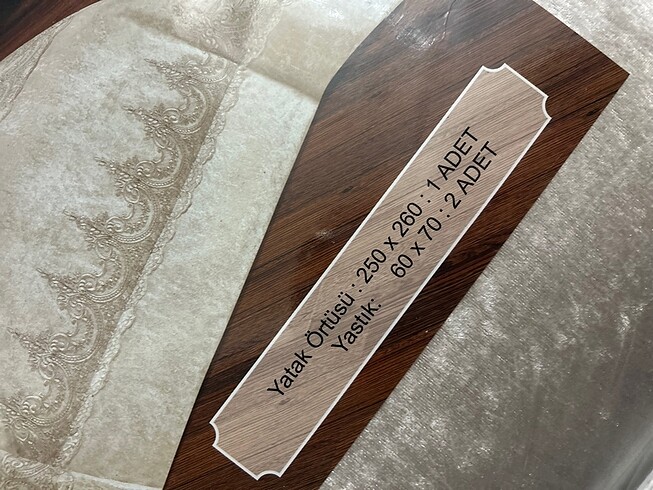 Yatak Örtüsü : 250 x 260 : 1 ADET
Yastık: 60 x 70 : 2 ADET